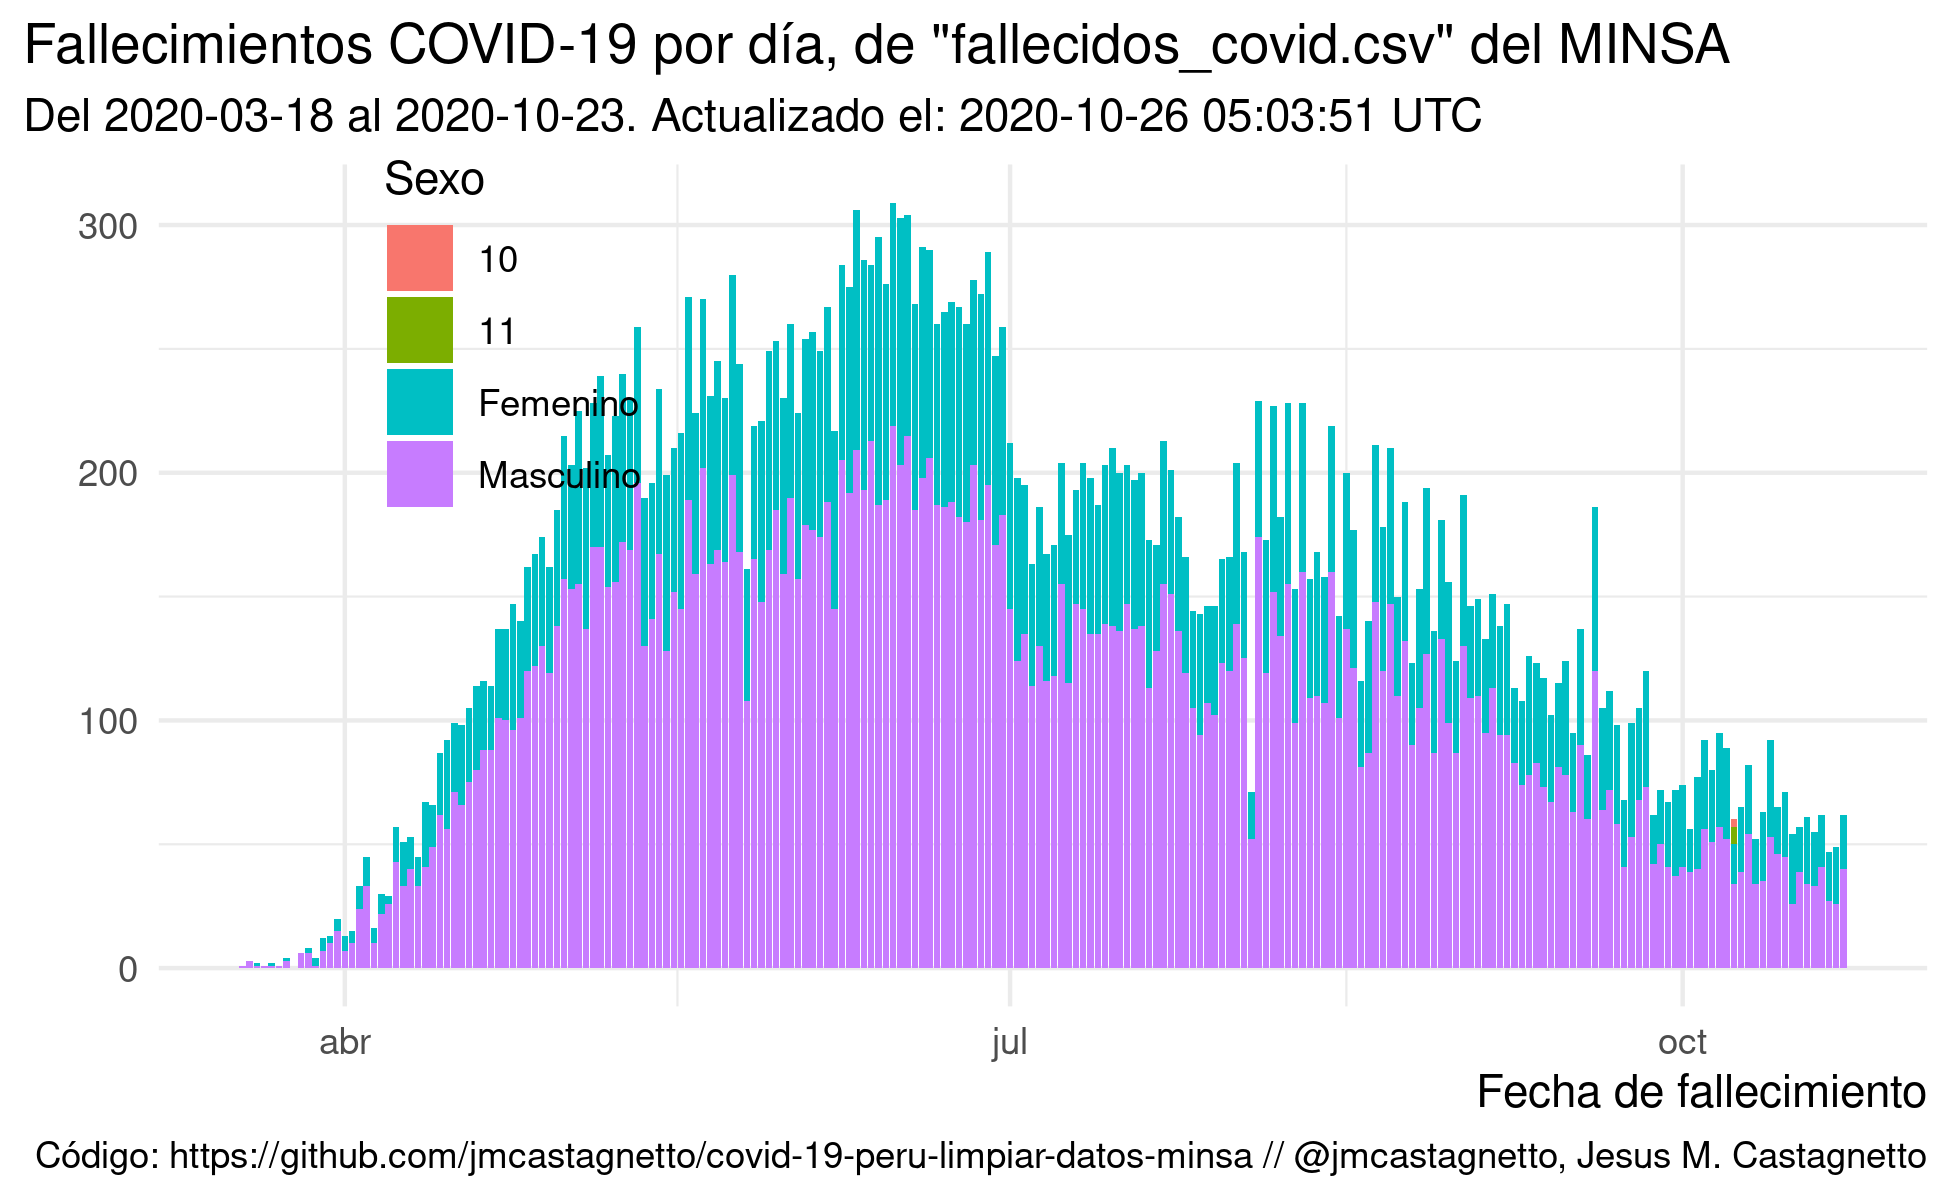 Fallecimientos COVID-19 por día, de "fallecidos_covid.csv" del MINSA
Del 2020-03-18 al 2020-10-23. Actualizado el: 2020-10-26 05:03:51 UTC
Sexo
10
11
Femenino
Masculino
300
200
100
0
abr jul oct
Fecha de fallecimiento
Código: https://github.com/jmcastagnetto/covid-19-peru-limpiar-datos-minsa // @jmcastagnetto, Jesus M. Castagnetto